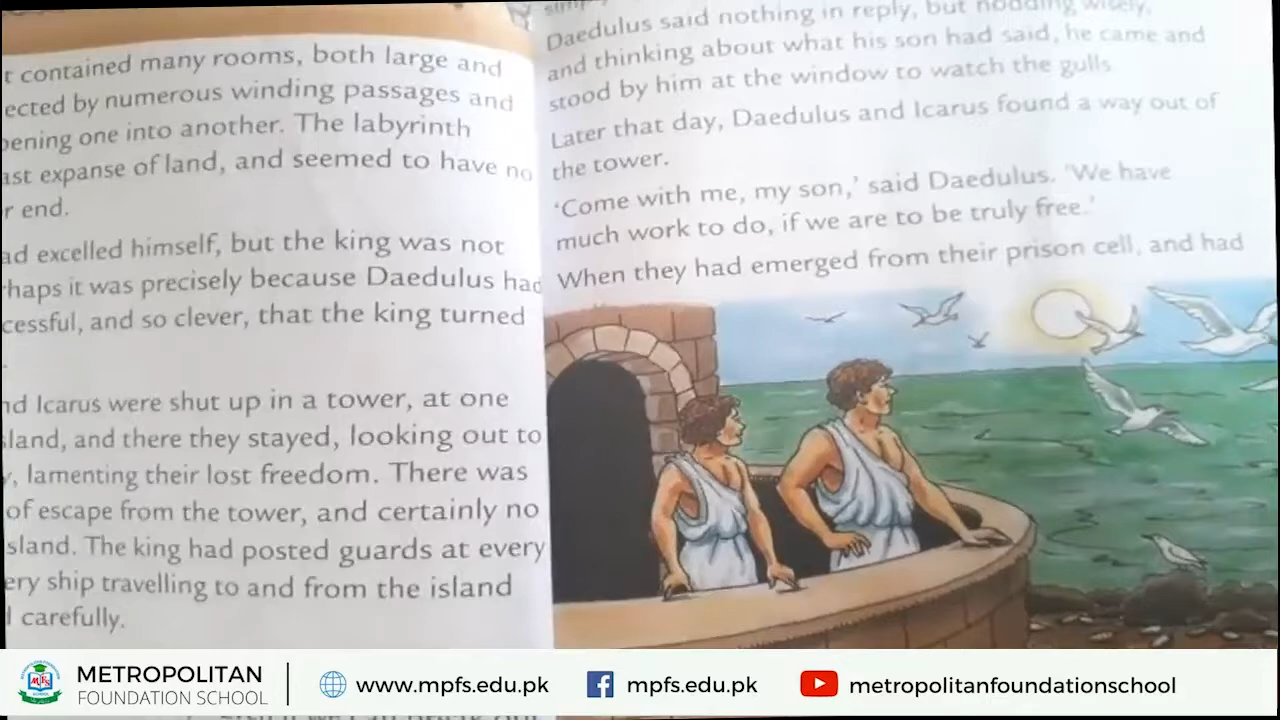 t contained many rooms, both large and
ected by numerous winding passages and
pening one into another. The labyrinth
ast expanse of land, and seemed to have no
r end.
ad excelled himself, but the king was not
rhaps it was precisely because Daedulus had
cessful, and so clever, that the king turned
nd Icarus were shut up in a tower, at one
sland, and there they stayed, looking out to
y, lamenting their lost freedom. There was
of escape from the tower, and certainly no
sland. The king had posted guards at every
ery ship travelling to and from the island
l carefully.
Daedulus said nothing in reply, but nodding wisely,
and thinking about what his son had said, he came and
stood by him at the window to watch the gulls
Later that day, Daedulus and Icarus found a way out of
the tower.
‘Come with me, my son,’ said Daedulus. ‘We have
much work to do, if we are to be truly free.’
When they had emerged from their prison cell, and had
METROPOLITAN
FOUNDATION SCHOOL
www.mpfs.edu.pk
mpfs.edu.pk
metropolitanfoundationschool